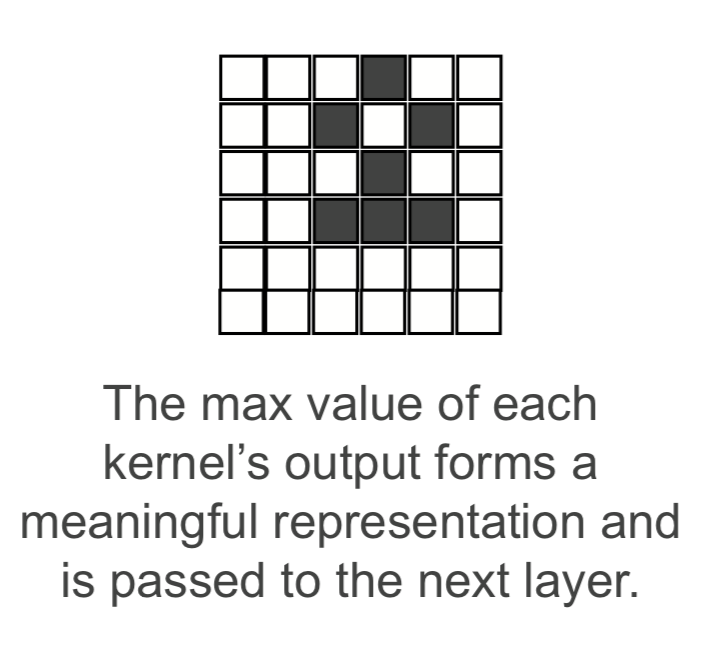 The max value of each
kernel’s output forms a
meaningful representation and
is passed to the next layer.